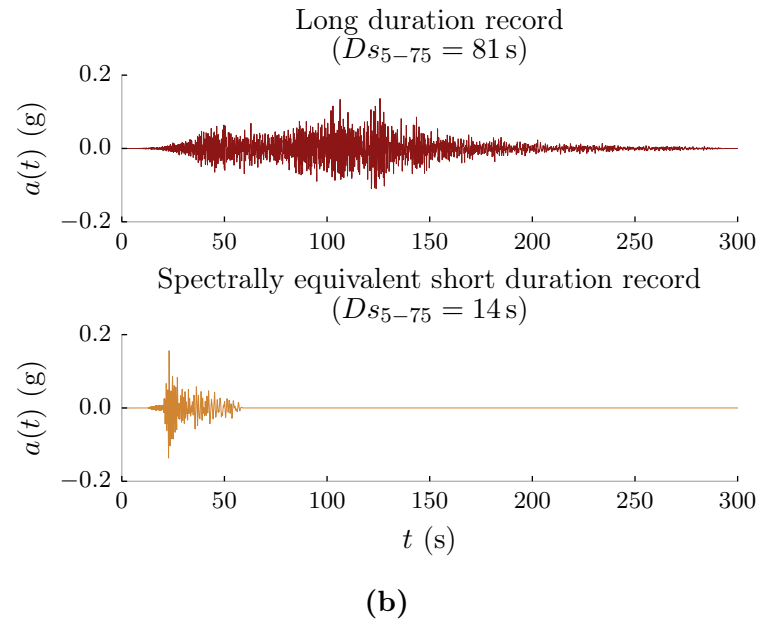 Long duration record
(Ds5−75 = 81 s)
0.2
0.0
−0.2
a(t) (g)
0 50 100 150 200 250 300
Spectrally equivalent short duration record
(Ds5−75 = 14 s)
0.2
0.0
−0.2
a(t) (g)
0 50 100 150 200 250 300
t (s)
(b)